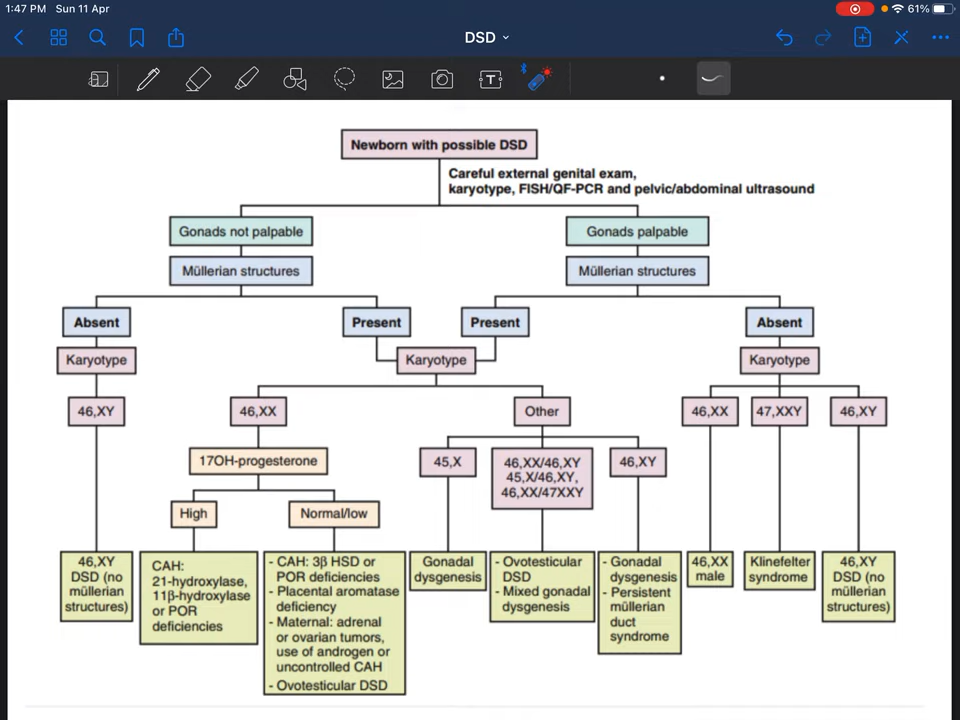 1:47 PM Sun 11 Apr
61%
DSD
T
Newborn with possible DSD
Careful external genital exam,
karyotype, FISH/QF-PCR and pelvic/abdominal ultrasound
Gonads not palpable
Gonads palpable
Müllerian structures
Müllerian structures
Absent
Present
Present
Absent
Karyotype
Karyotype
Karyotype
46,XY
46,XX
Other
46,XX
47,XXY
46,XY
17OH-progesterone
45,X
46,XX/46,XY
45,X/46,XY,
46,XX/47XXY
46,XY
High
Normal/low
46,XY
DSD (no
müllerian
structures)
CAH:
21-hydroxylase,
11β-hydroxylase
or POR
deficiencies
- CAH: 3β HSD or
POR deficiencies
- Placental aromatase
deficiency
- Maternal: adrenal
or ovarian tumors,
use of androgen or
uncontrolled CAH
- Ovotesticular DSD
Gonadal
dysgenesis
- Ovotesticular
DSD
- Mixed gonadal
dysgenesis
- Gonadal
dysgenesis
- Persistent
müllerian
duct
syndrome
46,XX
male
Klinefelter
syndrome
46,XY
DSD (no
müllerian
structures)